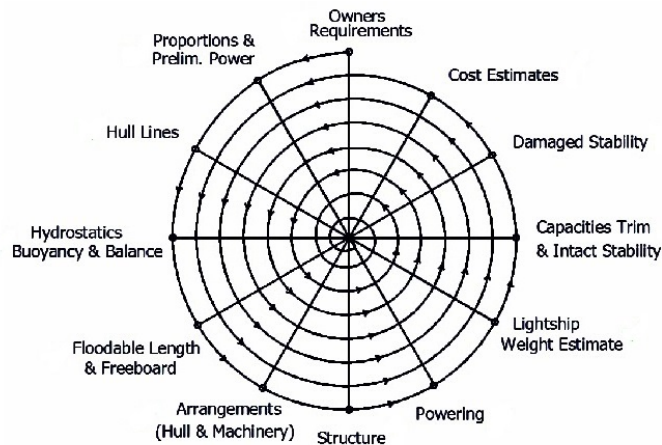 Owners
Requirements
Proportions &
Prelim. Power
Cost Estimates
Hull Lines
Damaged Stability
Hydrostatics
Buoyancy & Balance
Capacities Trim
& Intact Stability
Floodable Length
& Freeboard
Lightship
Weight Estimate
Arrangements
(Hull & Machinery)
Structure
Powering